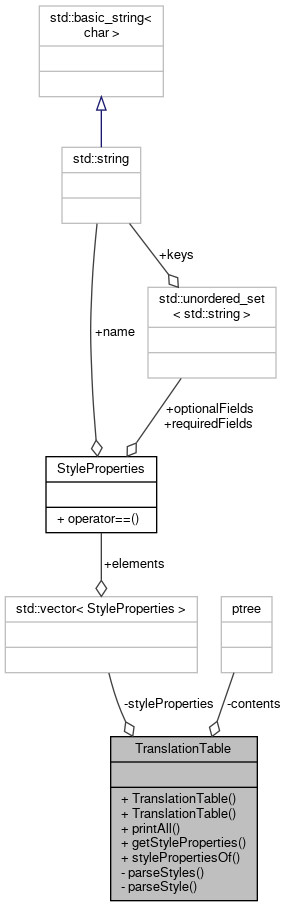 std::basic_string<
char >
std::string
+keys
std::unordered_set
< std::string >
+name
+optionalFields
+requiredFields
StyleProperties
+ operator==()
+elements
std::vector< StyleProperties >
ptree
-styleProperties
-contents
TranslationTable
+ TranslationTable()
+ TranslationTable()
+ printAll()
+ getStyleProperties()
+ stylePropertiesOf()
- parseStyles()
- parseStyle()